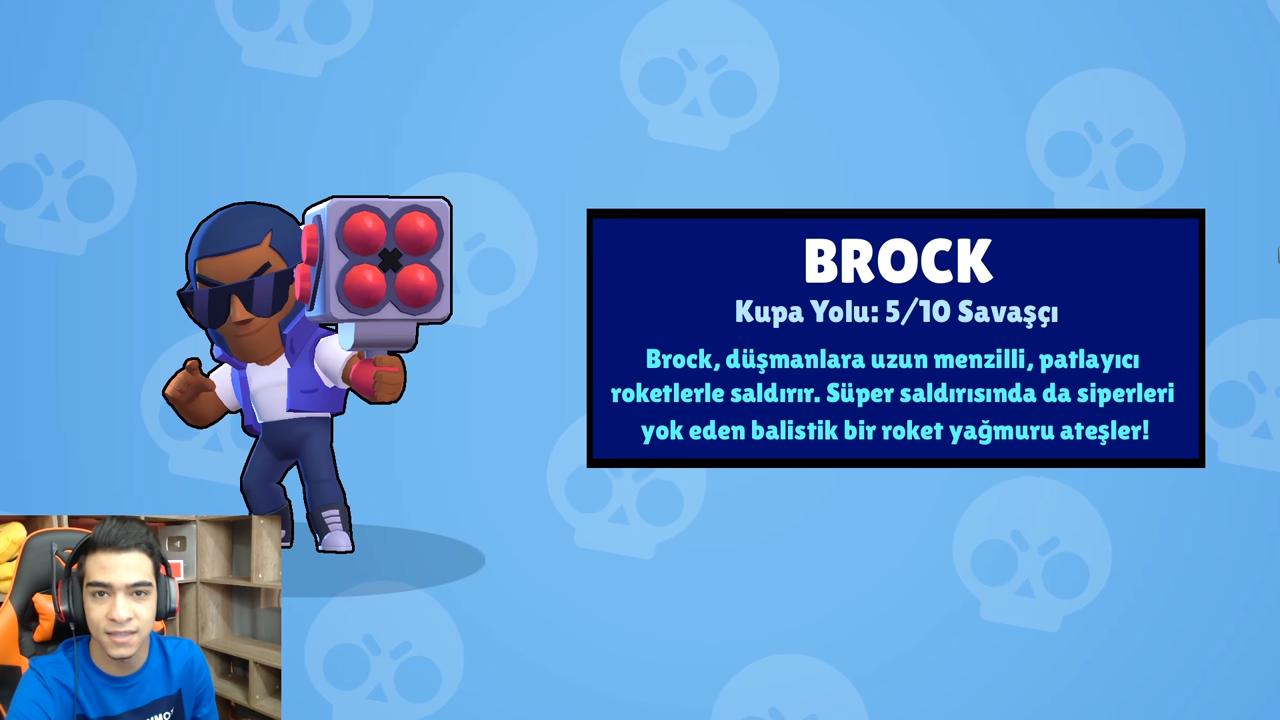 BROCK
Kupa Yolu: 5/10 Savaşçı
Brock, düşmanlara uzun menzilli, patlayıcı
roketlerle saldırır. Süper saldırısında da siperleri
yok eden balistik bir roket yağmuru ateşler!